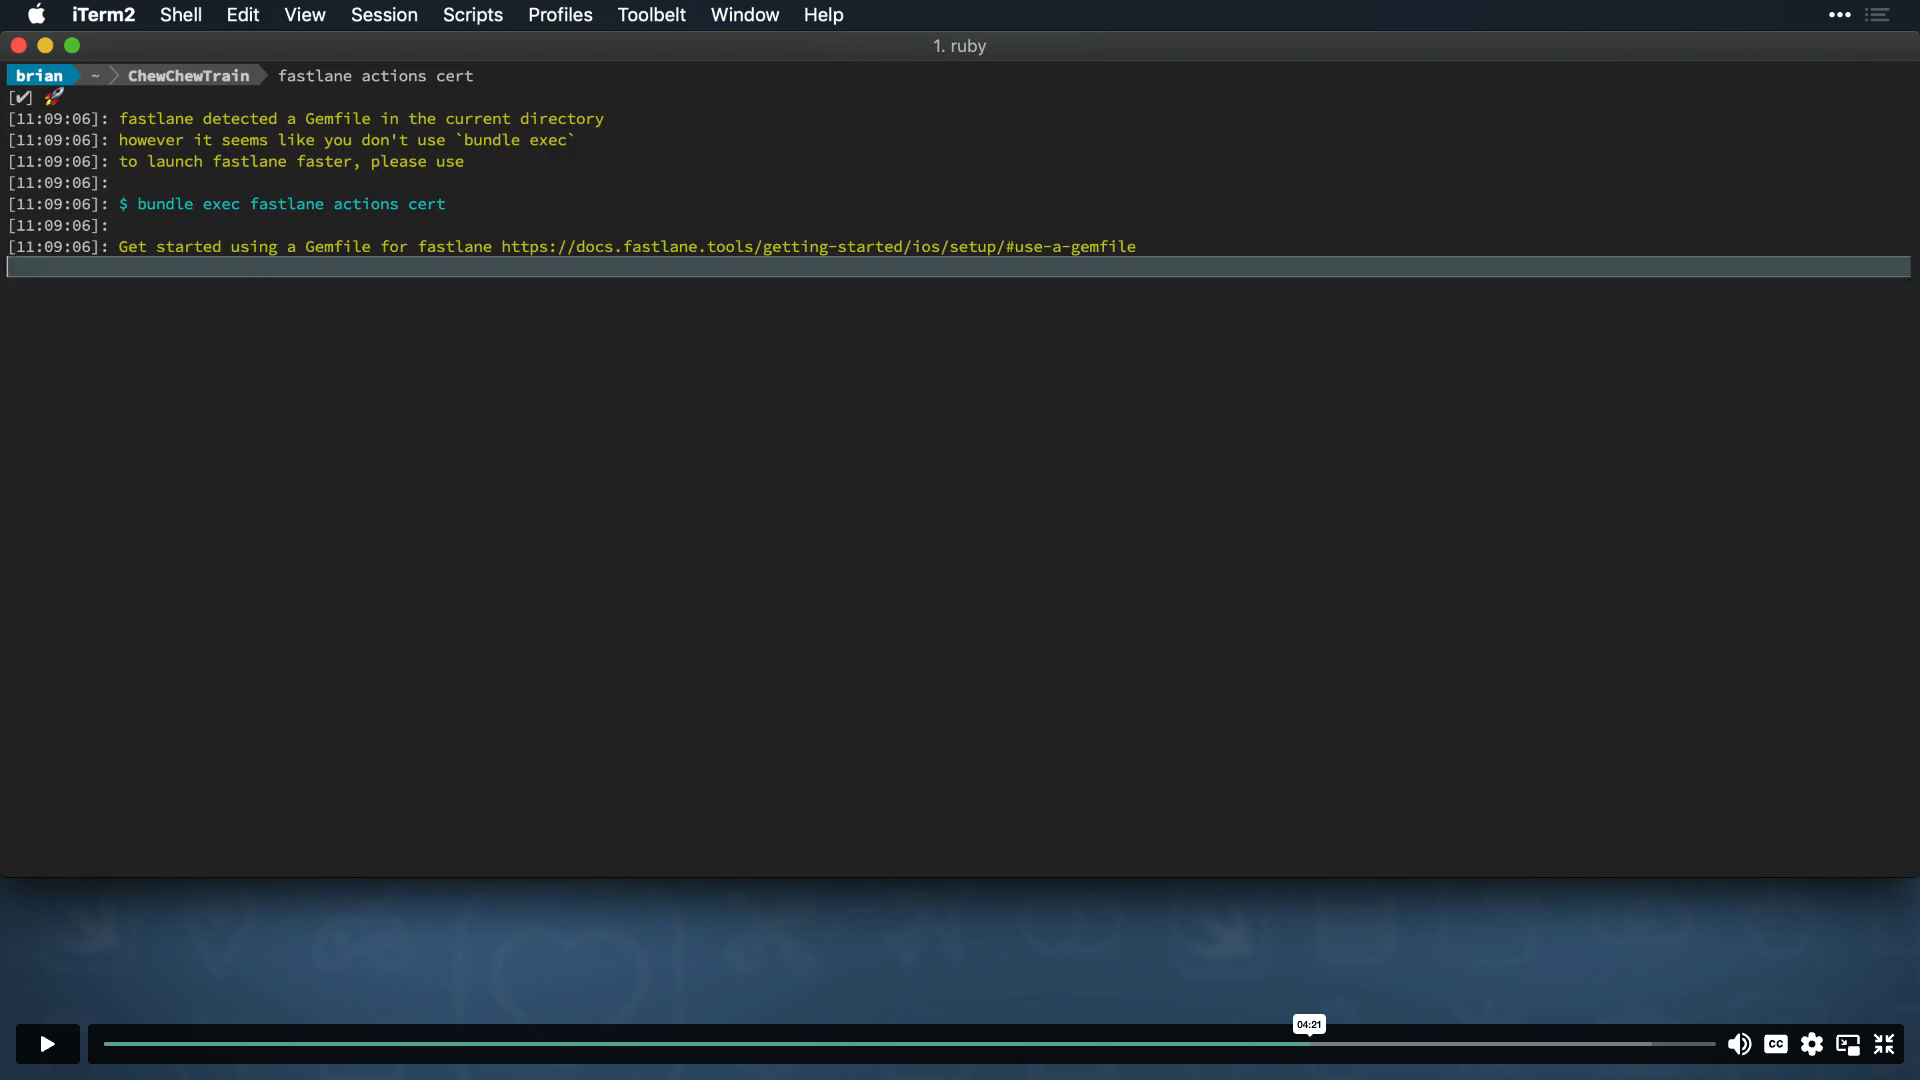 iTerm2 Shell Edit View Session Scripts Profiles Toolbelt Window Help
1. ruby
brian ~ ChewChewTrain fastlane actions cert
[✔] 🚀
[11:09:06]: fastlane detected a Gemfile in the current directory
[11:09:06]: however it seems like you don't use `bundle exec`
[11:09:06]: to launch fastlane faster, please use
[11:09:06]:
[11:09:06]: $ bundle exec fastlane actions cert
[11:09:06]:
[11:09:06]: Get started using a Gemfile for fastlane https://docs.fastlane.tools/getting-started/ios/setup/#use-a-gemfile
04:21
CC